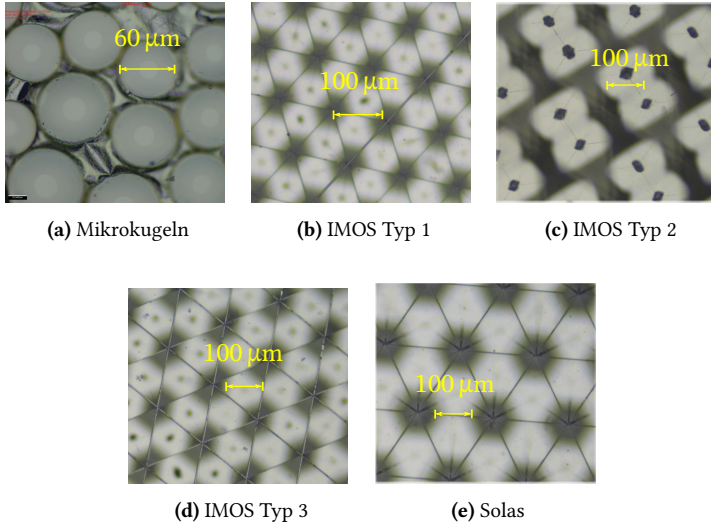 60 µm
100 µm
100 µm
(a) Mikrokugeln
(b) IMOS Typ 1
(c) IMOS Typ 2
100 µm
100 µm
(d) IMOS Typ 3
(e) Solas